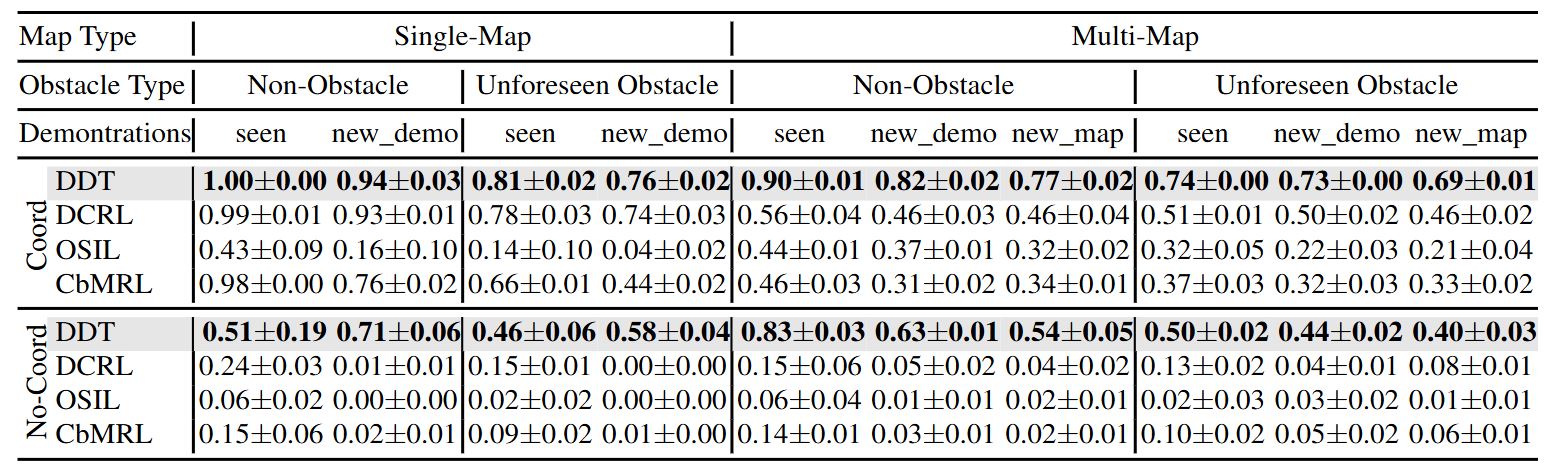 Map Type Single-Map Multi-Map
Obstacle Type Non-Obstacle Unforeseen Obstacle Non-Obstacle Unforeseen Obstacle
Demontrations seen new_demo seen new_demo seen new_demo new_map seen new_demo new_map
Coord
DDT 1.00±0.00 0.94±0.03 0.81±0.02 0.76±0.02 0.90±0.01 0.82±0.02 0.77±0.02 0.74±0.00 0.73±0.00 0.69±0.01
DCRL 0.99±0.01 0.93±0.01 0.78±0.03 0.74±0.03 0.56±0.04 0.46±0.03 0.46±0.04 0.51±0.01 0.50±0.02 0.46±0.02
OSIL 0.43±0.09 0.16±0.10 0.14±0.10 0.04±0.02 0.44±0.01 0.37±0.01 0.32±0.02 0.32±0.05 0.22±0.03 0.21±0.04
CbMRL 0.98±0.00 0.76±0.02 0.66±0.01 0.44±0.02 0.46±0.03 0.31±0.02 0.34±0.01 0.37±0.03 0.32±0.03 0.33±0.02
No-Coord
DDT 0.51±0.19 0.71±0.06 0.46±0.06 0.58±0.04 0.83±0.03 0.63±0.01 0.54±0.05 0.50±0.02 0.44±0.02 0.40±0.03
DCRL 0.24±0.03 0.01±0.01 0.15±0.01 0.00±0.00 0.15±0.06 0.05±0.02 0.04±0.02 0.13±0.02 0.04±0.01 0.08±0.01
OSIL 0.06±0.02 0.00±0.00 0.02±0.02 0.00±0.00 0.06±0.04 0.01±0.01 0.02±0.01 0.02±0.03 0.03±0.02 0.01±0.01
CbMRL 0.15±0.06 0.02±0.01 0.09±0.02 0.01±0.00 0.14±0.01 0.03±0.01 0.02±0.01 0.10±0.02 0.05±0.02 0.06±0.01